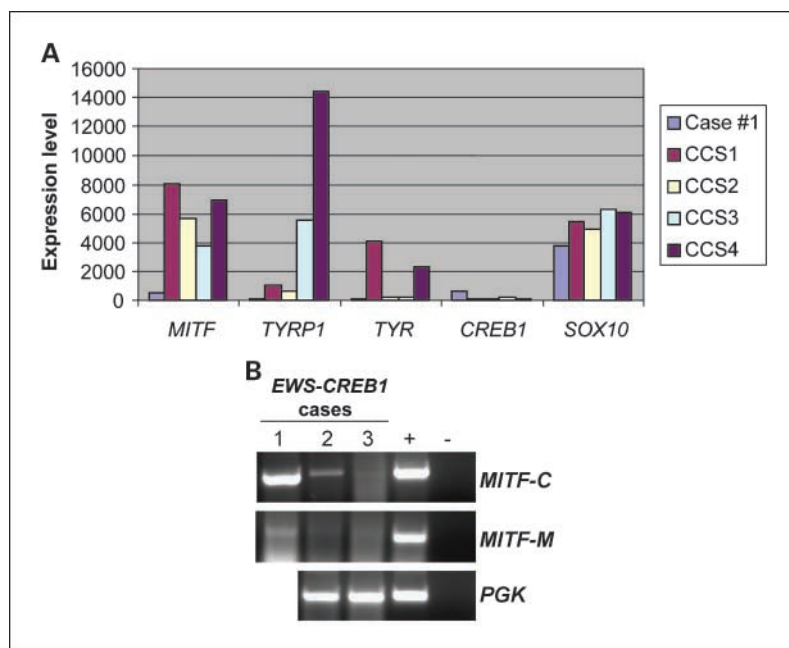 A
Expression level
16000
14000
12000
10000
8000
6000
4000
2000
0
MITF TYRP1 TYR CREB1 SOX10
Case #1
CCS1
CCS2
CCS3
CCS4
B
EWS-CREB1
cases
1 2 3 + -
MITF-C
MITF-M
PGK